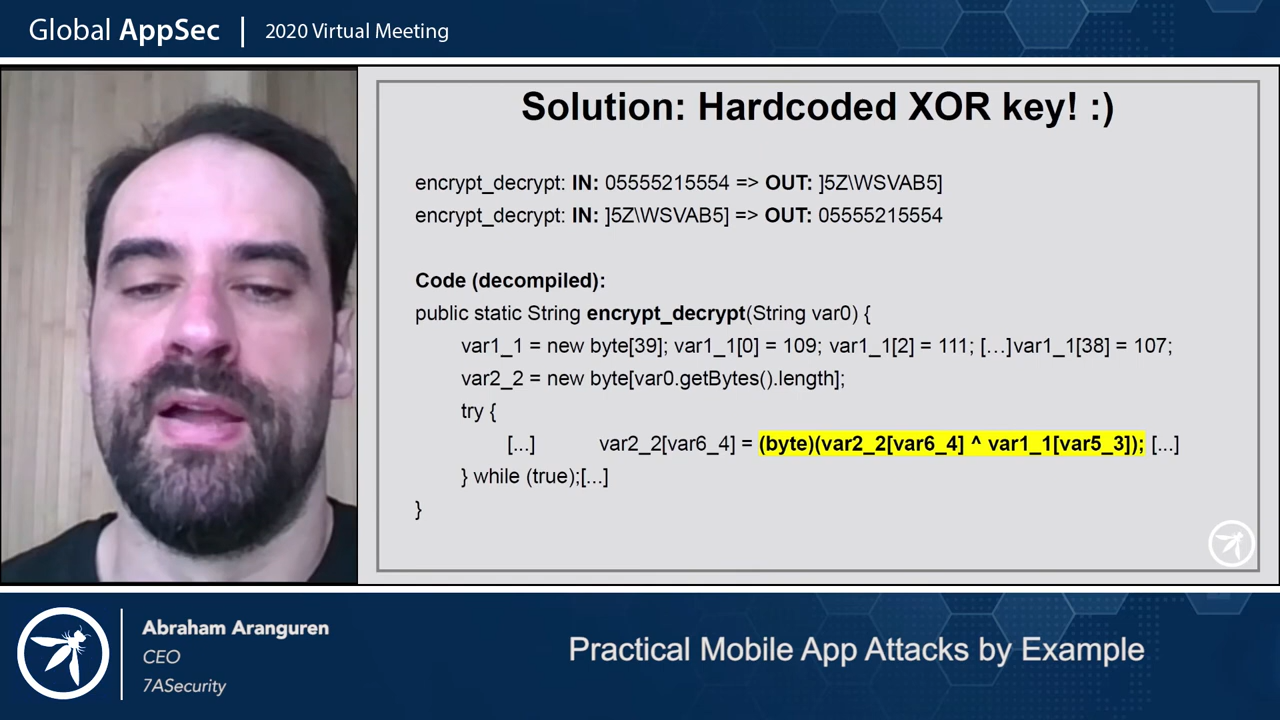 Global AppSec | 2020 Virtual Meeting
Solution: Hardcoded XOR key! :)
encrypt_decrypt: IN: 05555215554 => OUT: ]5Z\WSVAB5]
encrypt_decrypt: IN: ]5Z\WSVAB5] => OUT: 05555215554
Code (decompiled):
public static String encrypt_decrypt(String var0) {
var1_1 = new byte[39]; var1_1[0] = 109; var1_1[2] = 111; […]var1_1[38] = 107;
var2_2 = new byte[var0.getBytes().length];
try {
[...] var2_2[var6_4] = (byte)(var2_2[var6_4] ^ var1_1[var5_3]); [...]
} while (true);[...]
}
Abraham Aranguren
CEO
7ASecurity
Practical Mobile App Attacks by Example